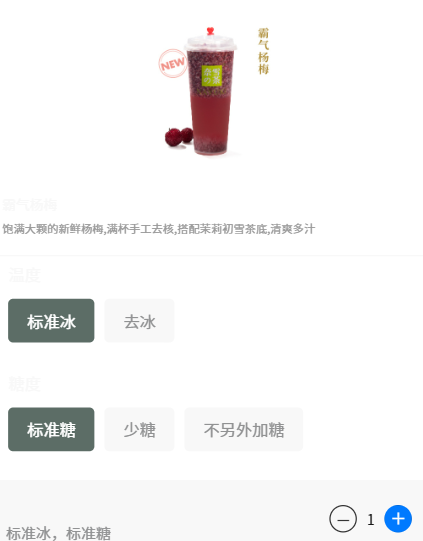 霸气杨梅
NEW
霸气杨梅
饱满大颗的新鲜杨梅,满杯手工去核,搭配茉莉初雪茶底,清爽多汁
温度
标准冰 去冰
糖度
标准糖 少糖 不另外加糖
1
标准冰，标准糖